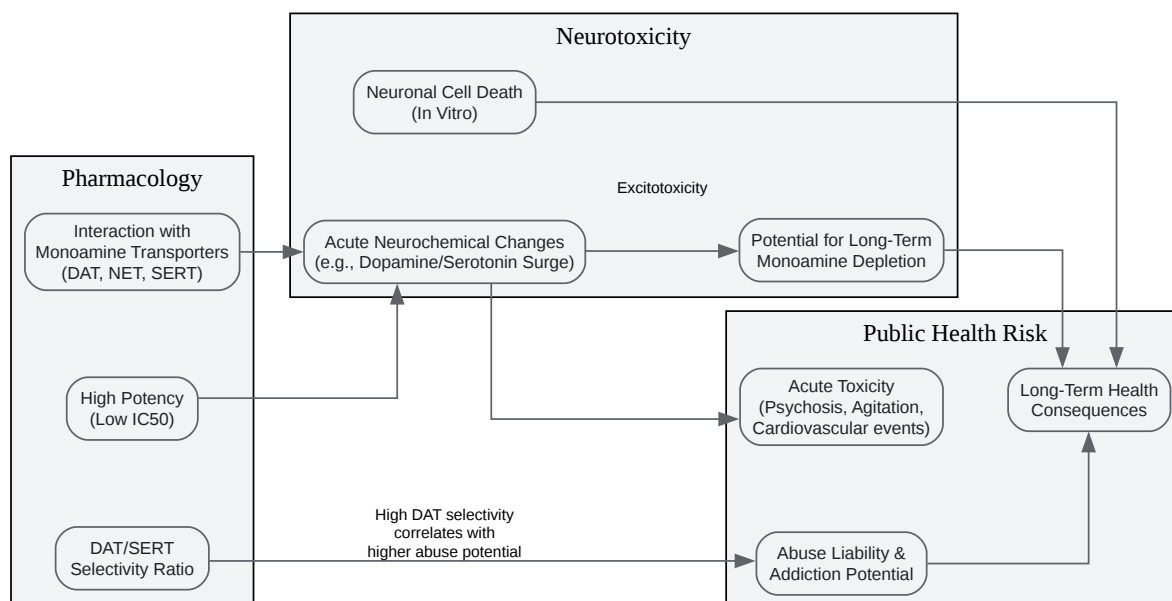 Neurotoxicity
Neuronal Cell Death
(In Vitro)
Excitotoxicity
Acute Neurochemical Changes
(e.g., Dopamine/Serotonin Surge)
Potential for Long-Term
Monoamine Depletion
Pharmacology
Interaction with
Monoamine Transporters
(DAT, NET, SERT)
High Potency
(Low IC50)
DAT/SERT
Selectivity Ratio
High DAT selectivity
correlates with
higher abuse potential
Public Health Risk
Acute Toxicity
(Psychosis, Agitation,
Cardiovascular events)
Long-Term Health
Consequences
Abuse Liability &
Addiction Potential